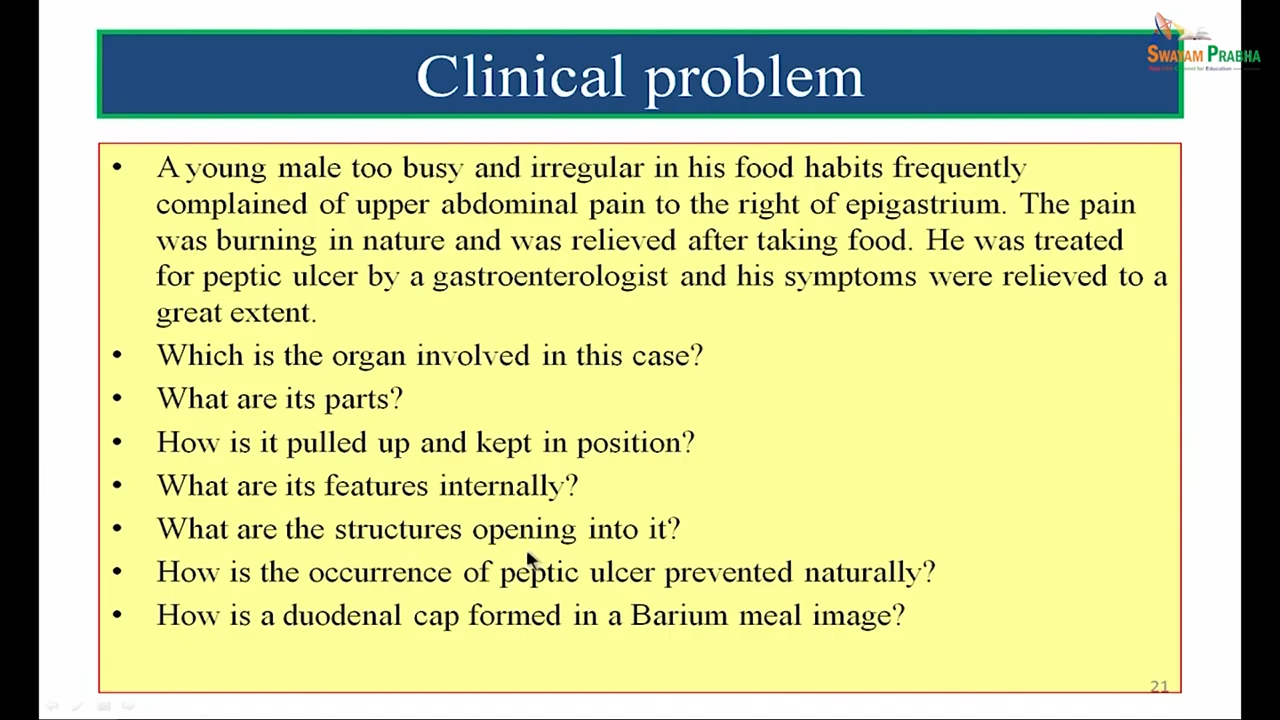 SWAYAM PRABHA
Clinical problem
• A young male too busy and irregular in his food habits frequently
complained of upper abdominal pain to the right of epigastrium. The pain
was burning in nature and was relieved after taking food. He was treated
for peptic ulcer by a gastroenterologist and his symptoms were relieved to a
great extent.
• Which is the organ involved in this case?
• What are its parts?
• How is it pulled up and kept in position?
• What are its features internally?
• What are the structures opening into it?
• How is the occurrence of peptic ulcer prevented naturally?
• How is a duodenal cap formed in a Barium meal image?
21